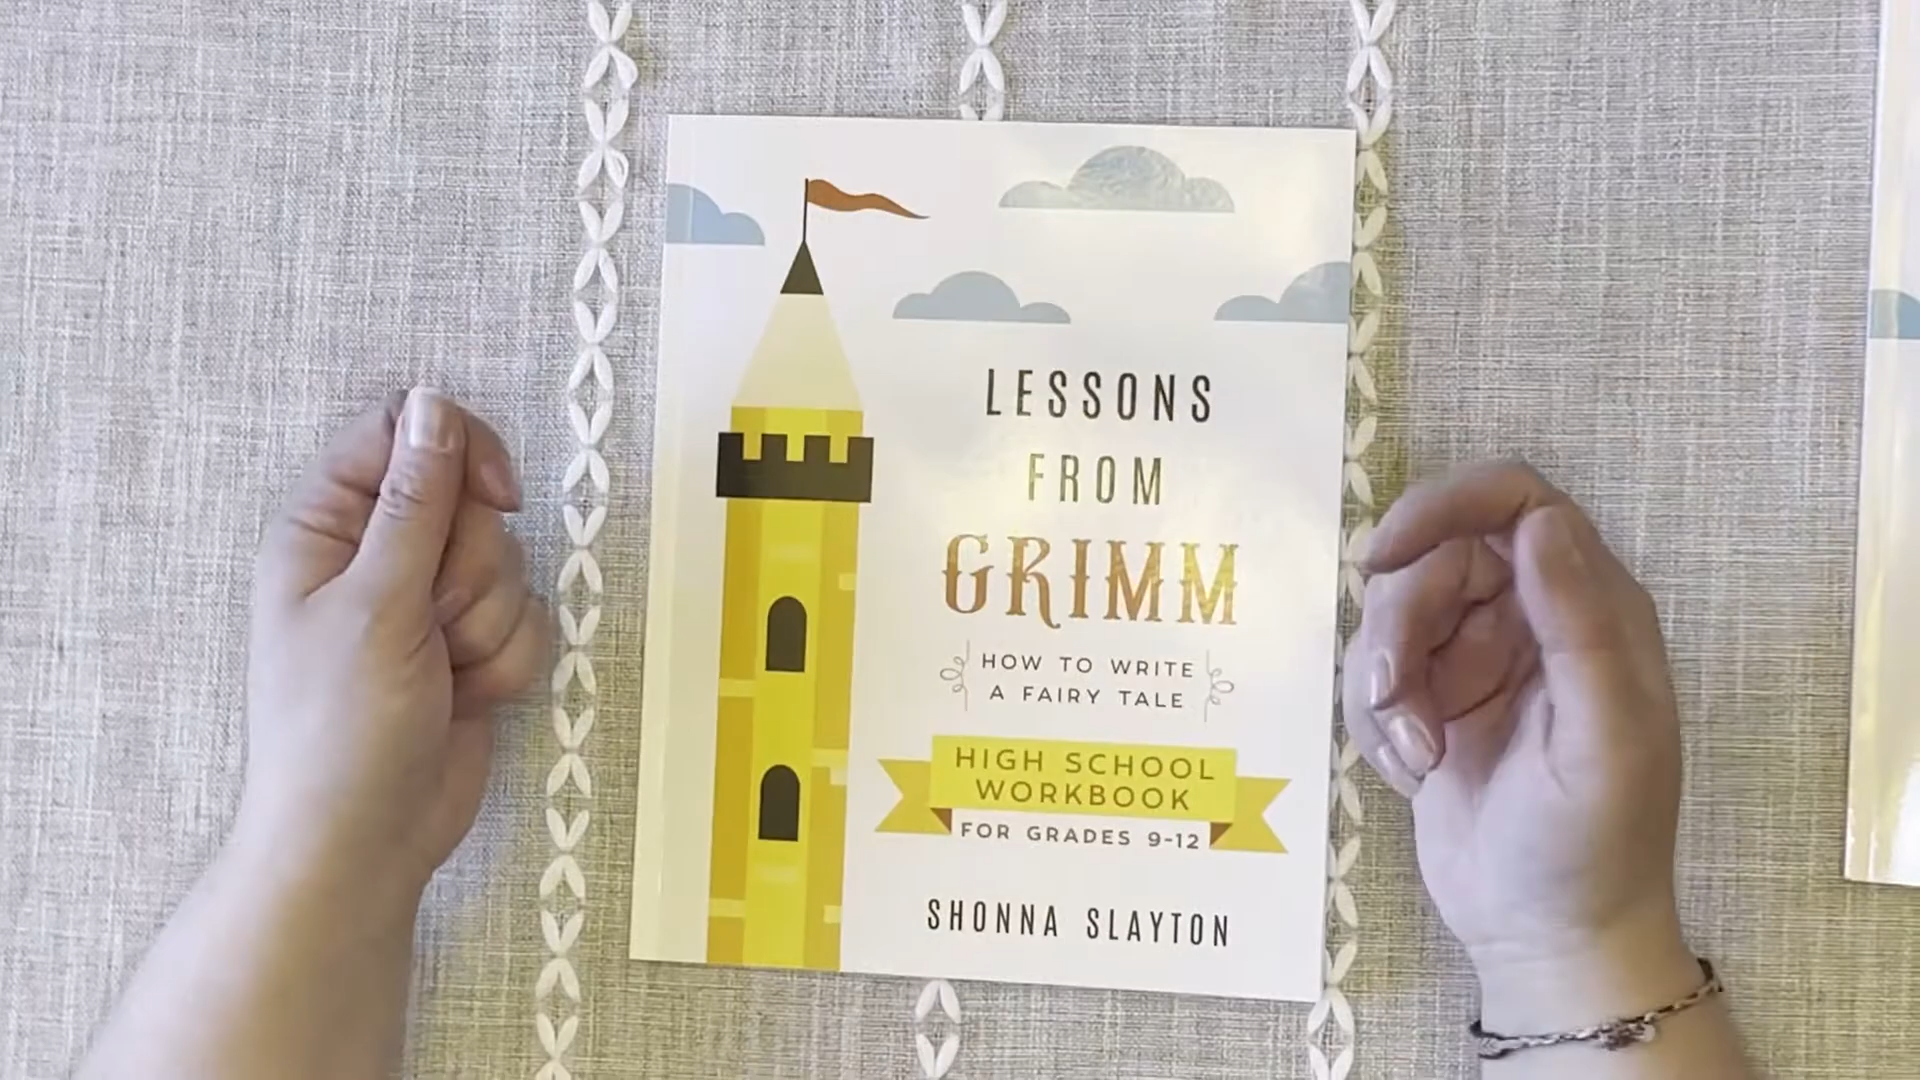 LESSONS
FROM
GRIMM
HOW TO WRITE
A FAIRY TALE
HIGH SCHOOL
WORKBOOK
FOR GRADES 9-12
SHONNA SLAYTON